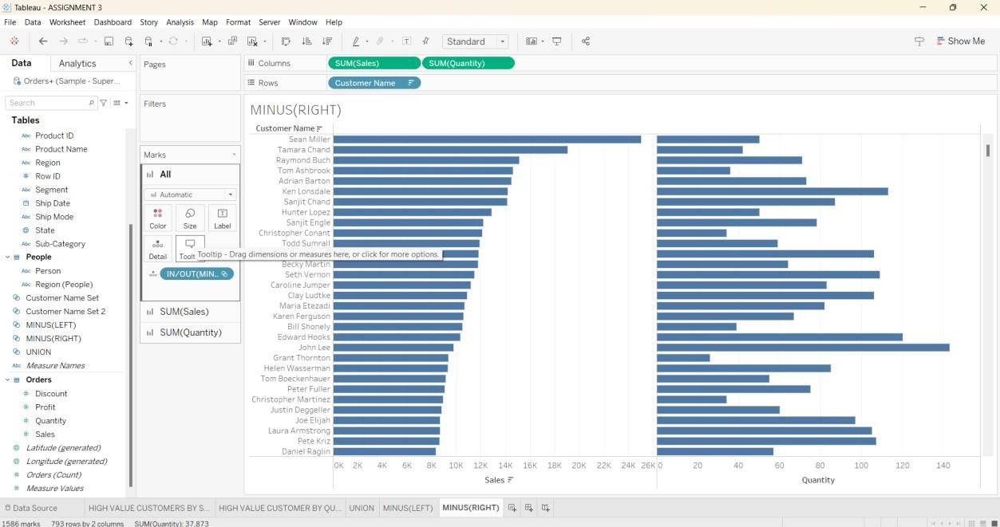 Tableau - ASSIGNMENT 3
File Data Worksheet Dashboard Story Analysis Map Format Server Window Help
Standard
Show Me
Data Analytics
Orders+ (Sample - Super...
Search
Tables
Product ID
Product Name
Region
Row ID
Segment
Ship Date
Ship Mode
State
Sub-Category
People
Person
Region (People)
Customer Name Set
Customer Name Set 2
MINUS(LEFT)
MINUS(RIGHT)
UNION
Measure Names
Orders
Discount
Profit
Quantity
Sales
Latitude (generated)
Longitude (generated)
Orders (Count)
Measure Values
Pages
Filters
Marks
All
Automatic
Color Size Label
Detail Toolt
Tooltip - Drag dimensions or measures here, or click for more options.
IN/OUT(MIN..
SUM(Sales)
SUM(Quantity)
Columns SUM(Sales) SUM(Quantity)
Rows Customer Name
MINUS(RIGHT)
Customer Name
Sean Miller
Tamara Chand
Raymond Buch
Tom Ashbrook
Adrian Barton
Ken Lonsdale
Sanjit Chand
Hunter Lopez
Sanjit Engle
Christopher Conant
Todd Sumrall
Becky Martin
Seth Vernon
Caroline Jumper
Clay Ludtke
Maria Etezadi
Karen Ferguson
Bill Shonely
Edward Hooks
John Lee
Grant Thornton
Helen Wasserman
Tom Boeckenhauer
Peter Fuller
Christopher Martinez
Justin Deggeller
Joe Elijah
Laura Armstrong
Pete Kriz
Daniel Raglin
0K 2K 4K 6K 8K 10K 12K 14K 16K 18K 20K 22K 24K 26K 0 20 40 60 80 100 120 140
Sales Quantity
Data Source HIGH VALUE CUSTOMERS BY S... HIGH VALUE CUSTOMER BY QU... UNION MINUS(LEFT) MINUS(RIGHT)
1586 marks 793 rows by 2 columns SUM(Quantity): 37,873